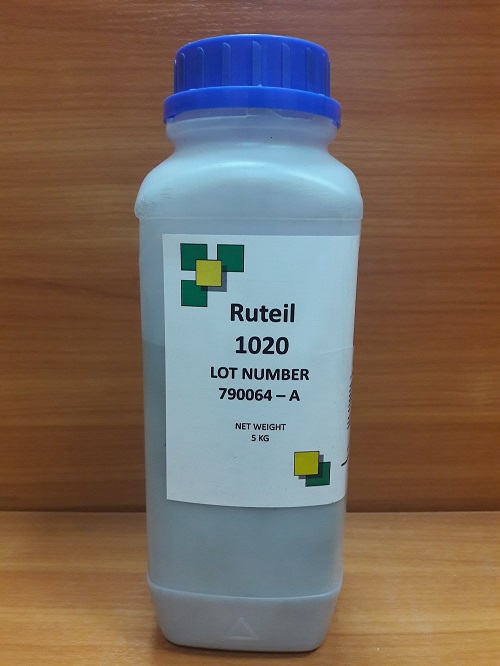 Ruteil
1020
LOT NUMBER
790064 – A
NET WEIGHT
5 KG